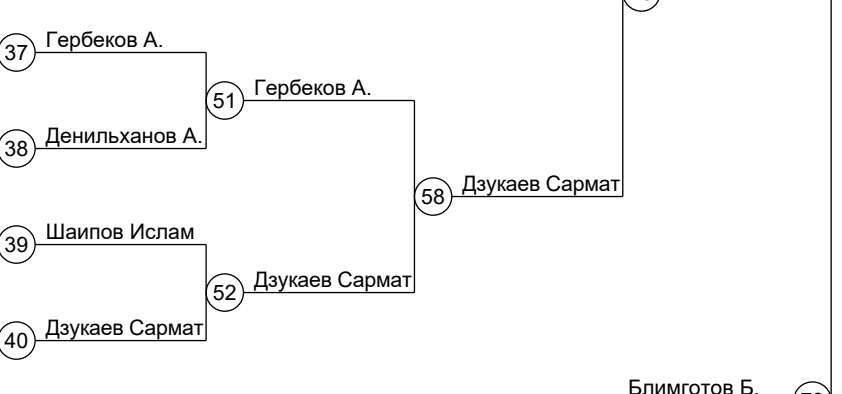 Гербеков А.
37
51
Гербеков А.
Денильханов А.
38
58
Дзукаев Сармат
Шаипов Ислам
39
52
Дзукаев Сармат
Дзукаев Сармат
40
Блимготов Б.